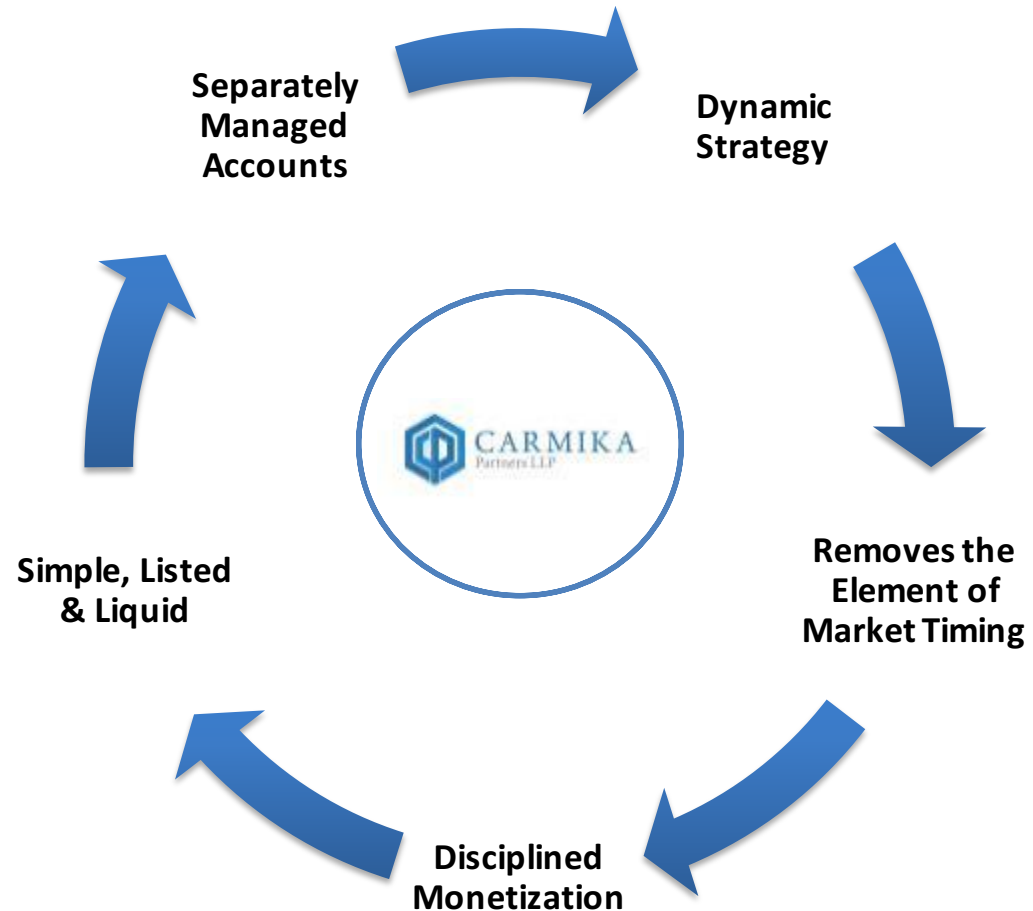 Separately
Managed
Accounts
Dynamic
Strategy
Removes the
Element of
Market Timing
Disciplined
Monetization
Simple, Listed
& Liquid
CARMIKA
Partners LLP